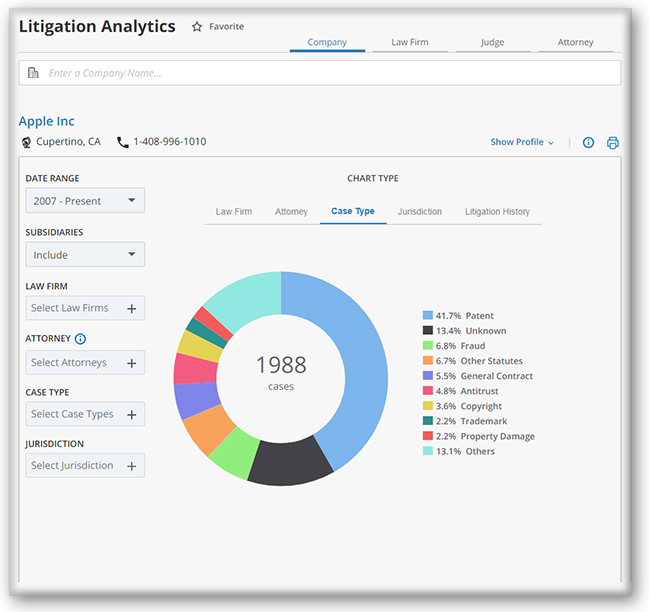 Litigation Analytics
Favorite
Company Law Firm Judge Attorney
Enter a Company Name...
Apple Inc
Cupertino, CA 1-408-996-1010
Show Profile
DATE RANGE
2007 - Present
SUBSIDIARIES
Include
LAW FIRM
Select Law Firms
ATTORNEY
Select Attorneys
CASE TYPE
Select Case Types
JURISDICTION
Select Jurisdiction
CHART TYPE
Law Firm Attorney Case Type Jurisdiction Litigation History
1988
cases
41.7% Patent
13.4% Unknown
6.8% Fraud
6.7% Other Statutes
5.5% General Contract
4.8% Antitrust
3.6% Copyright
2.2% Trademark
2.2% Property Damage
13.1% Others